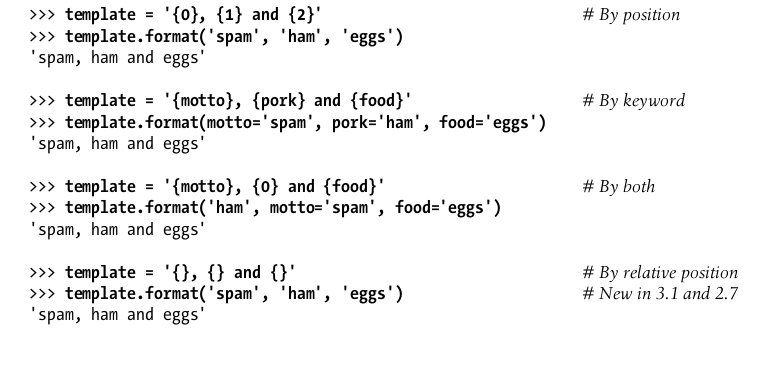 >>> template = '{0}, {1} and {2}' # By position
>>> template.format('spam', 'ham', 'eggs')
'spam, ham and eggs'
>>> template = '{motto}, {pork} and {food}' # By keyword
>>> template.format(motto='spam', pork='ham', food='eggs')
'spam, ham and eggs'
>>> template = '{motto}, {0} and {food}' # By both
>>> template.format('ham', motto='spam', food='eggs')
'spam, ham and eggs'
>>> template = '{}, {} and {}' # By relative position
>>> template.format('spam', 'ham', 'eggs') # New in 3.1 and 2.7
'spam, ham and eggs'